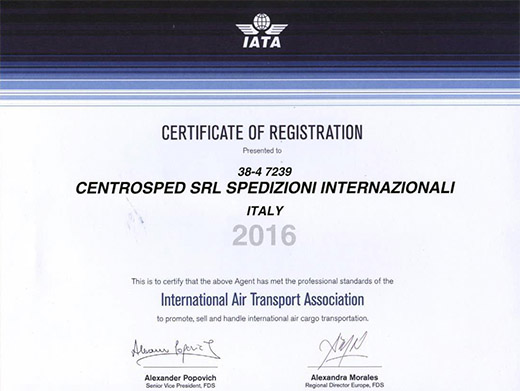 IATA
CERTIFICATE OF REGISTRATION
Presented to
38-4 7239
CENTROSPED SRL SPEDIZIONI INTERNAZIONALI
ITALY
2016
This is to certify that the above Agent has met the professional standards of the
International Air Transport Association
to promote, sell and handle international air cargo transportation.
Alexander Popovich
Senior Vice President, FDS
Alexandra Morales
Regional Director Europe, FDS